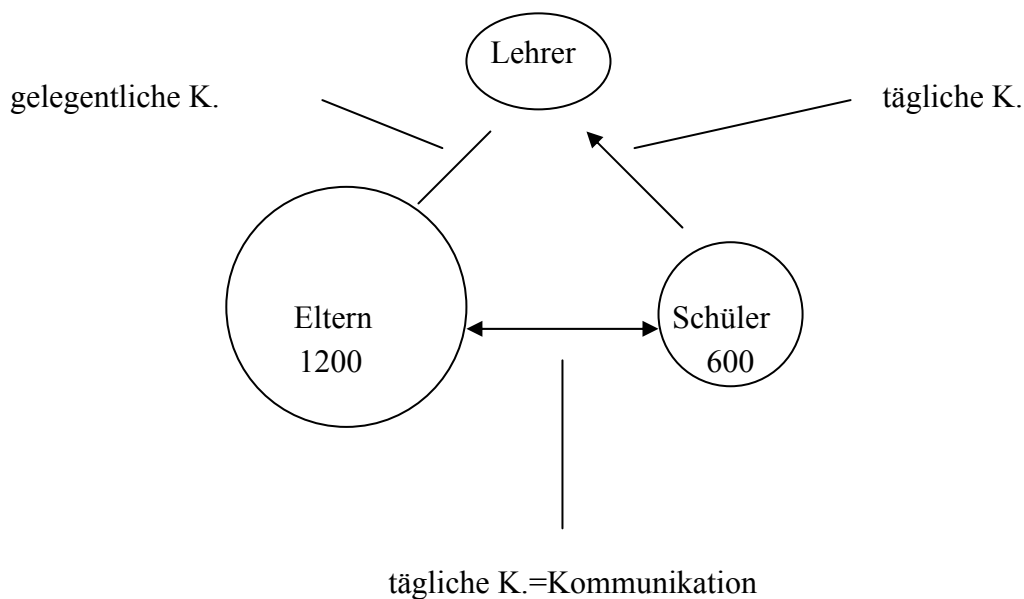 Lehrer
gelegentliche K.
tägliche K.
Eltern
1200
Schüler
600
tägliche K.=Kommunikation